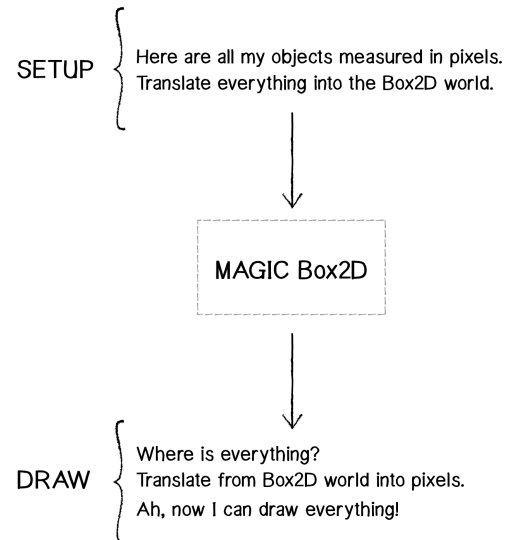 SETUP
Here are all my objects measured in pixels.
Translate everything into the Box2D world.
MAGIC Box2D
DRAW
Where is everything?
Translate from Box2D world into pixels.
Ah, now I can draw everything!